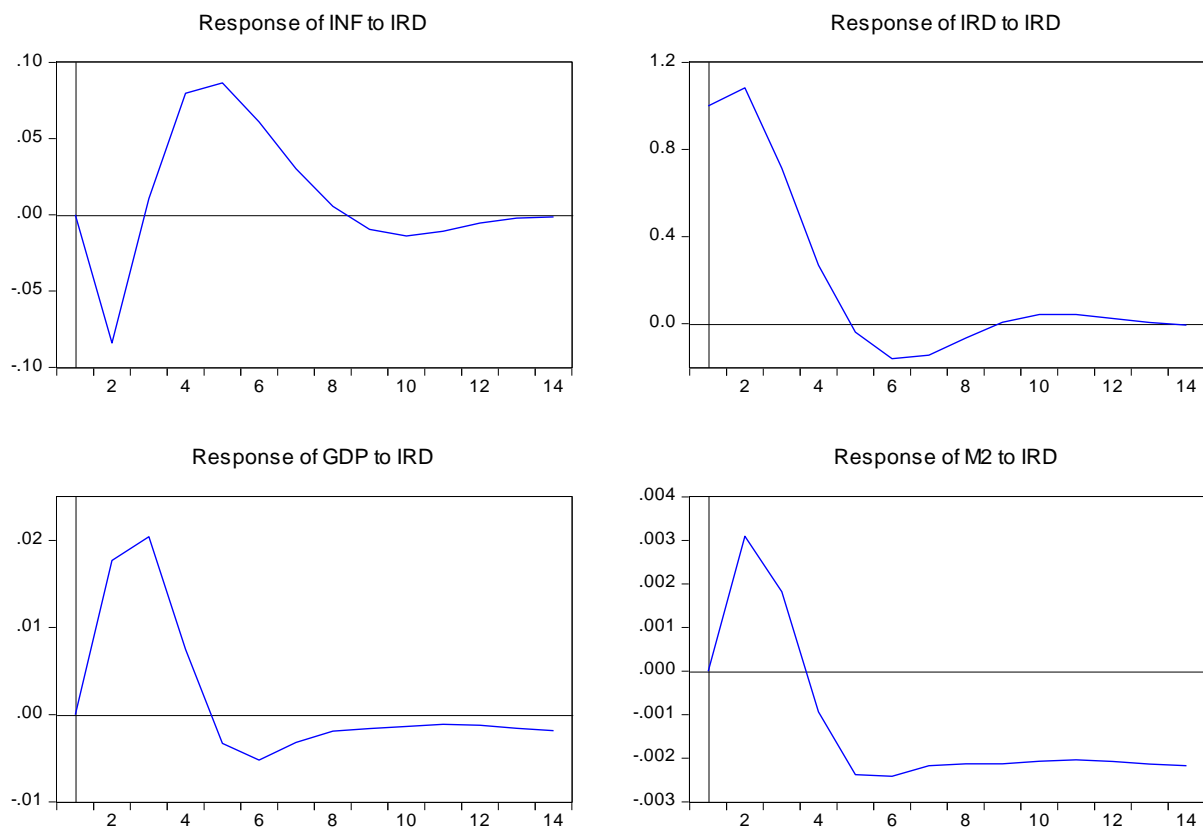 Response of INF to IRD
.10
.05
.00
-.05
-.10
2 4 6 8 10 12 14
Response of IRD to IRD
1.2
0.8
0.4
0.0
2 4 6 8 10 12 14
Response of GDP to IRD
.02
.01
.00
-.01
2 4 6 8 10 12 14
Response of M2 to IRD
.004
.003
.002
.001
.000
-.001
-.002
-.003
2 4 6 8 10 12 14